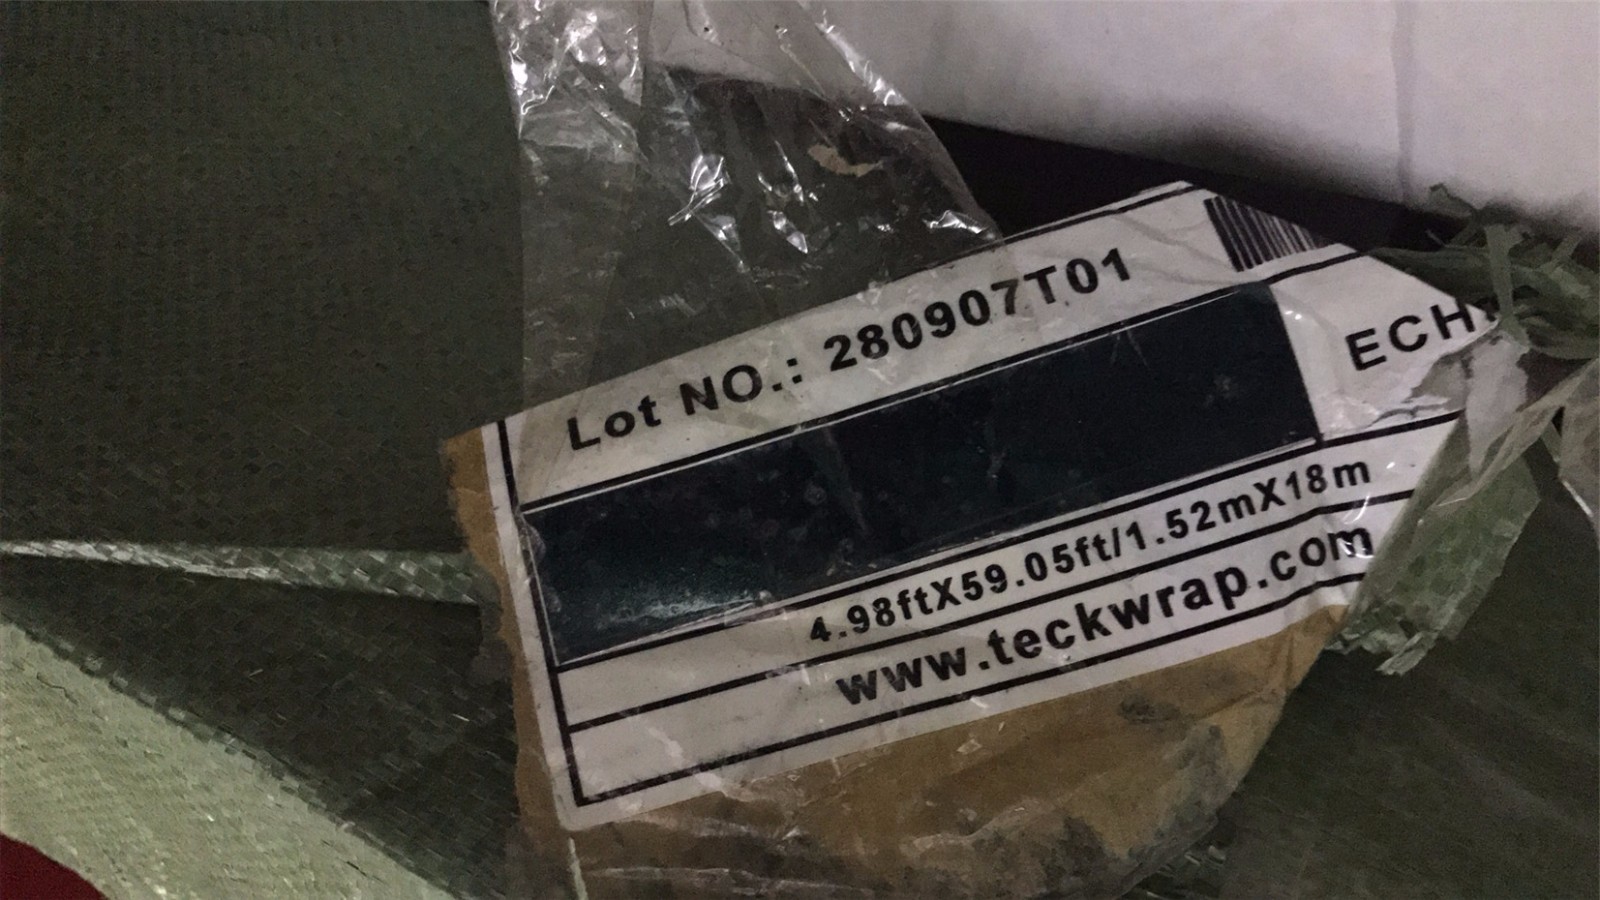 Lot NO.: 280907T01
ECH
4.98ftX59.05ft/1.52mX18m
www.teckwrap.com